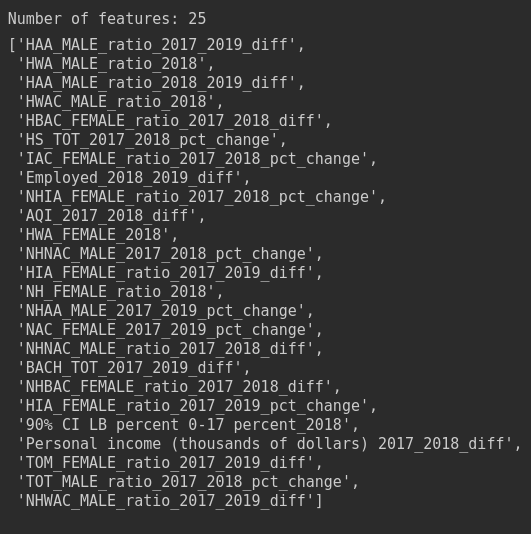 Number of features: 25
['HAA_MALE_ratio_2017_2019_diff',
'HWA_MALE_ratio_2018',
'HAA_MALE_ratio_2018_2019_diff',
'HWAC_MALE_ratio_2018',
'HBAC_FEMALE_ratio_2017_2018_diff',
'HS_TOT_2017_2018_pct_change',
'IAC_FEMALE_ratio_2017_2018_pct_change',
'Employed_2018_2019_diff',
'NHIA_FEMALE_ratio_2017_2018_pct_change',
'AQI_2017_2018_diff',
'HWA_FEMALE_2018',
'NHNAC_MALE_2017_2018_pct_change',
'HIA_FEMALE_ratio_2017_2019_diff',
'NH_FEMALE_ratio_2018',
'NHAA_MALE_2017_2019_pct_change',
'NAC_FEMALE_2017_2019_pct_change',
'NHNAC_MALE_ratio_2017_2018_diff',
'BACH_TOT_2017_2019_diff',
'NHBAC_FEMALE_ratio_2017_2018_diff',
'HIA_FEMALE_ratio_2017_2019_pct_change',
'90% CI LB percent 0-17 percent_2018',
'Personal income (thousands of dollars) 2017_2018_diff',
'TOM_FEMALE_ratio_2017_2019_diff',
'TOT_MALE_ratio_2017_2018_pct_change',
'NHWAC_MALE_ratio_2017_2019_diff']